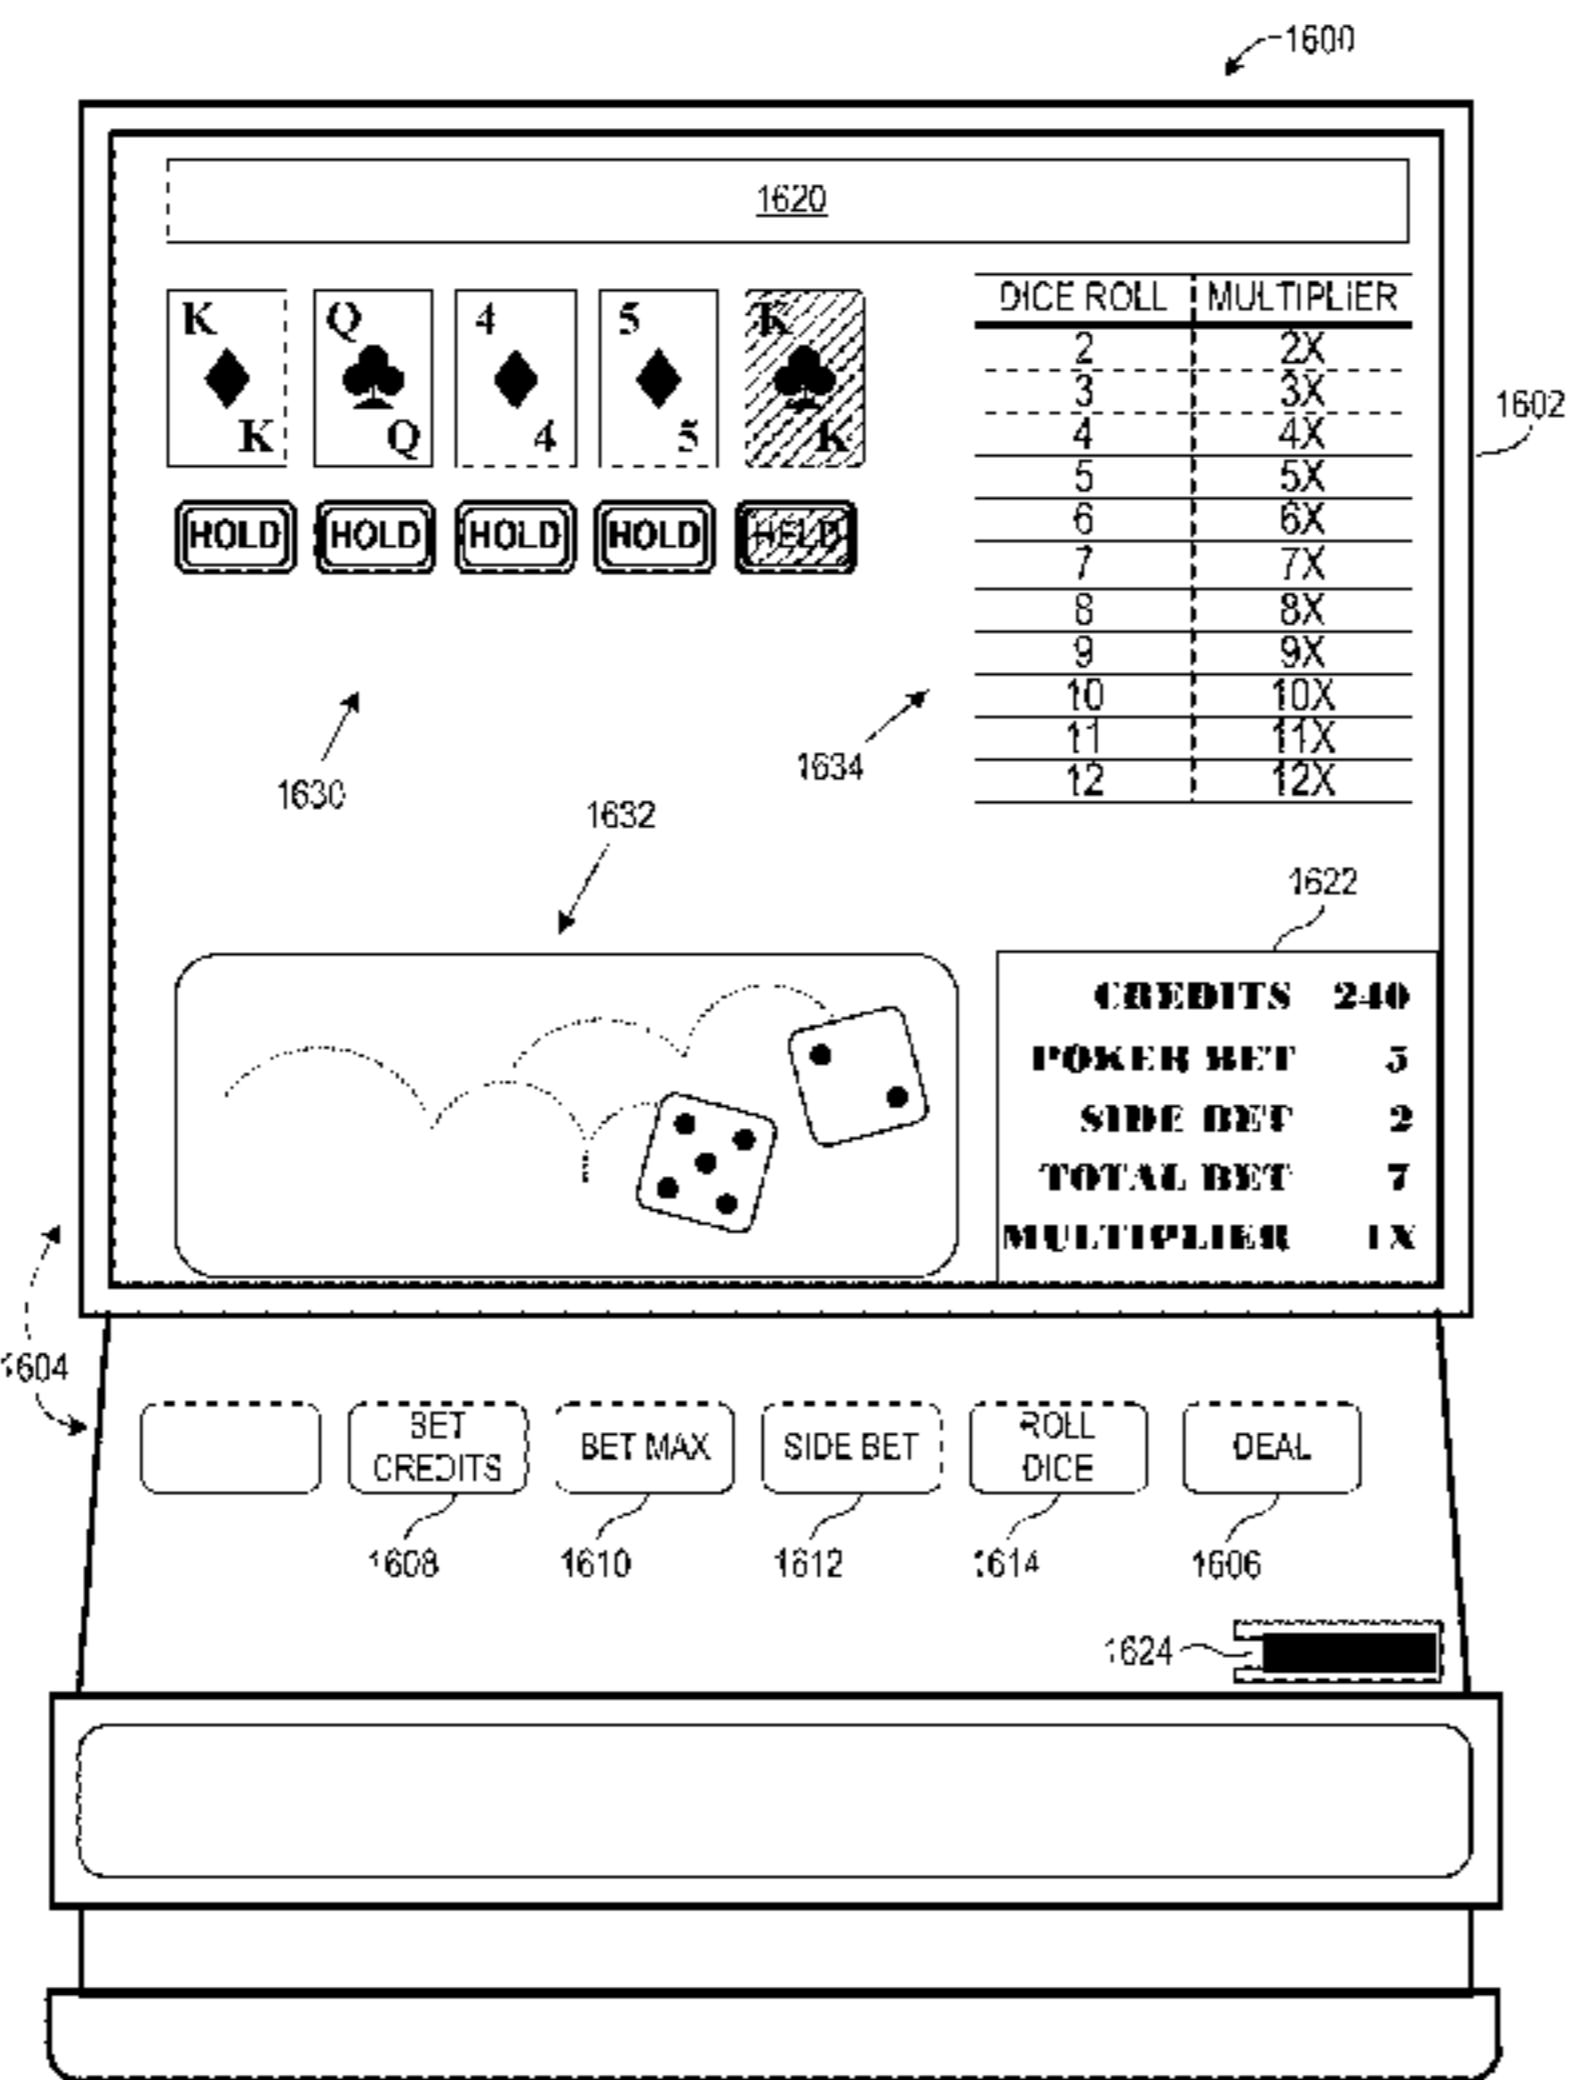 1600
1620
K Q 4 5 K
K Q 4 5 K
HOLD HOLD HOLD HOLD HELD
DICE ROLL MULTIPLIER
2 2X
3 3X
4 4X
5 5X
6 6X
7 7X
8 8X
9 9X
10 10X
11 11X
12 12X
1602
1630
1634
1632
1622
CREDITS 240
POKER BET 5
SIDE BET 2
TOTAL BET 7
MULTIPLIER 1X
1604
BET
CREDITS
BET MAX
SIDE BET
ROLL
DICE
DEAL
1608 1610 1612 1614 1606
1624